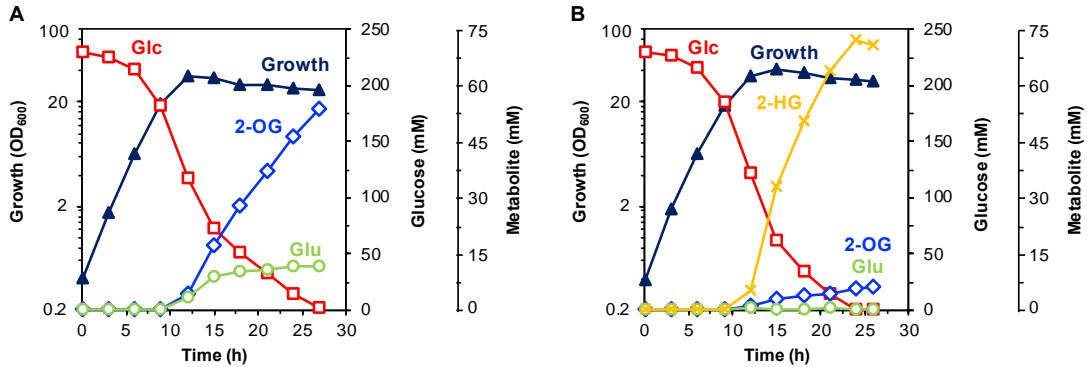 A
100
20
2
0.2
Growth (OD600)
0 5 10 15 20 25 30
Time (h)
250
200
150
100
50
0
Glucose (mM)
75
60
45
30
15
0
Metabolite (mM)
Glc
Growth
2-OG
Glu
B
100
20
2
0.2
Growth (OD600)
0 5 10 15 20 25 30
Time (h)
250
200
150
100
50
0
Glucose (mM)
75
60
45
30
15
0
Metabolite (mM)
Glc
Growth
2-HG
2-OG
Glu